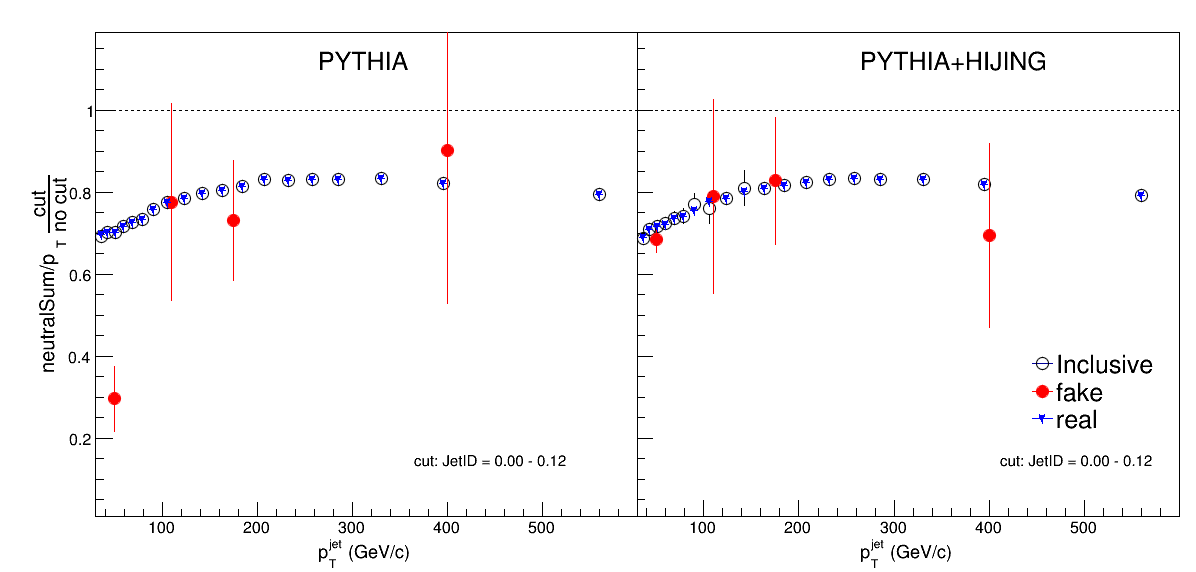 PYTHIA
PYTHIA+HIJING
neutralSum/p_T cut/no cut
1
0.8
0.6
0.4
0.2
Inclusive
fake
real
cut: JetID = 0.00 - 0.12
cut: JetID = 0.00 - 0.12
100 200 300 400 500
100 200 300 400 500
p_T^jet (GeV/c)
p_T^jet (GeV/c)